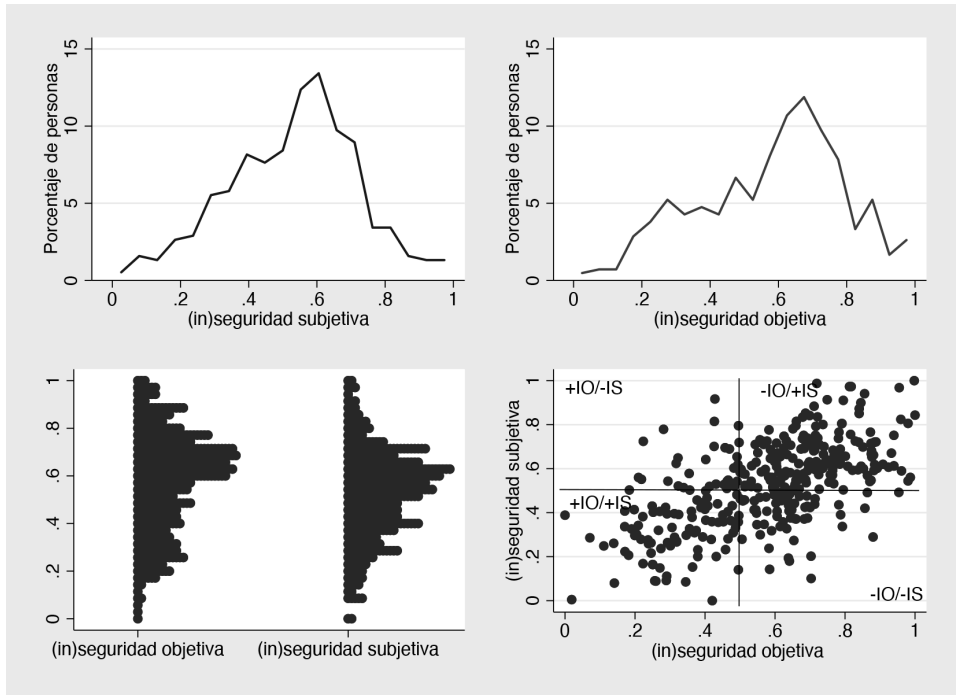 15
10
5
0
Porcentaje de personas
0 .2 .4 .6 .8 1
(in)seguridad subjetiva
15
10
5
0
Porcentaje de personas
0 .2 .4 .6 .8 1
(in)seguridad objetiva
1
.8
.6
.4
.2
0
(in)seguridad objetiva (in)seguridad subjetiva
1
.8
.6
.4
.2
0
(in)seguridad subjetiva
+IO/-IS -IO/+IS
+IO/+IS
-IO/-IS
0 .2 .4 .6 .8 1
(in)seguridad objetiva